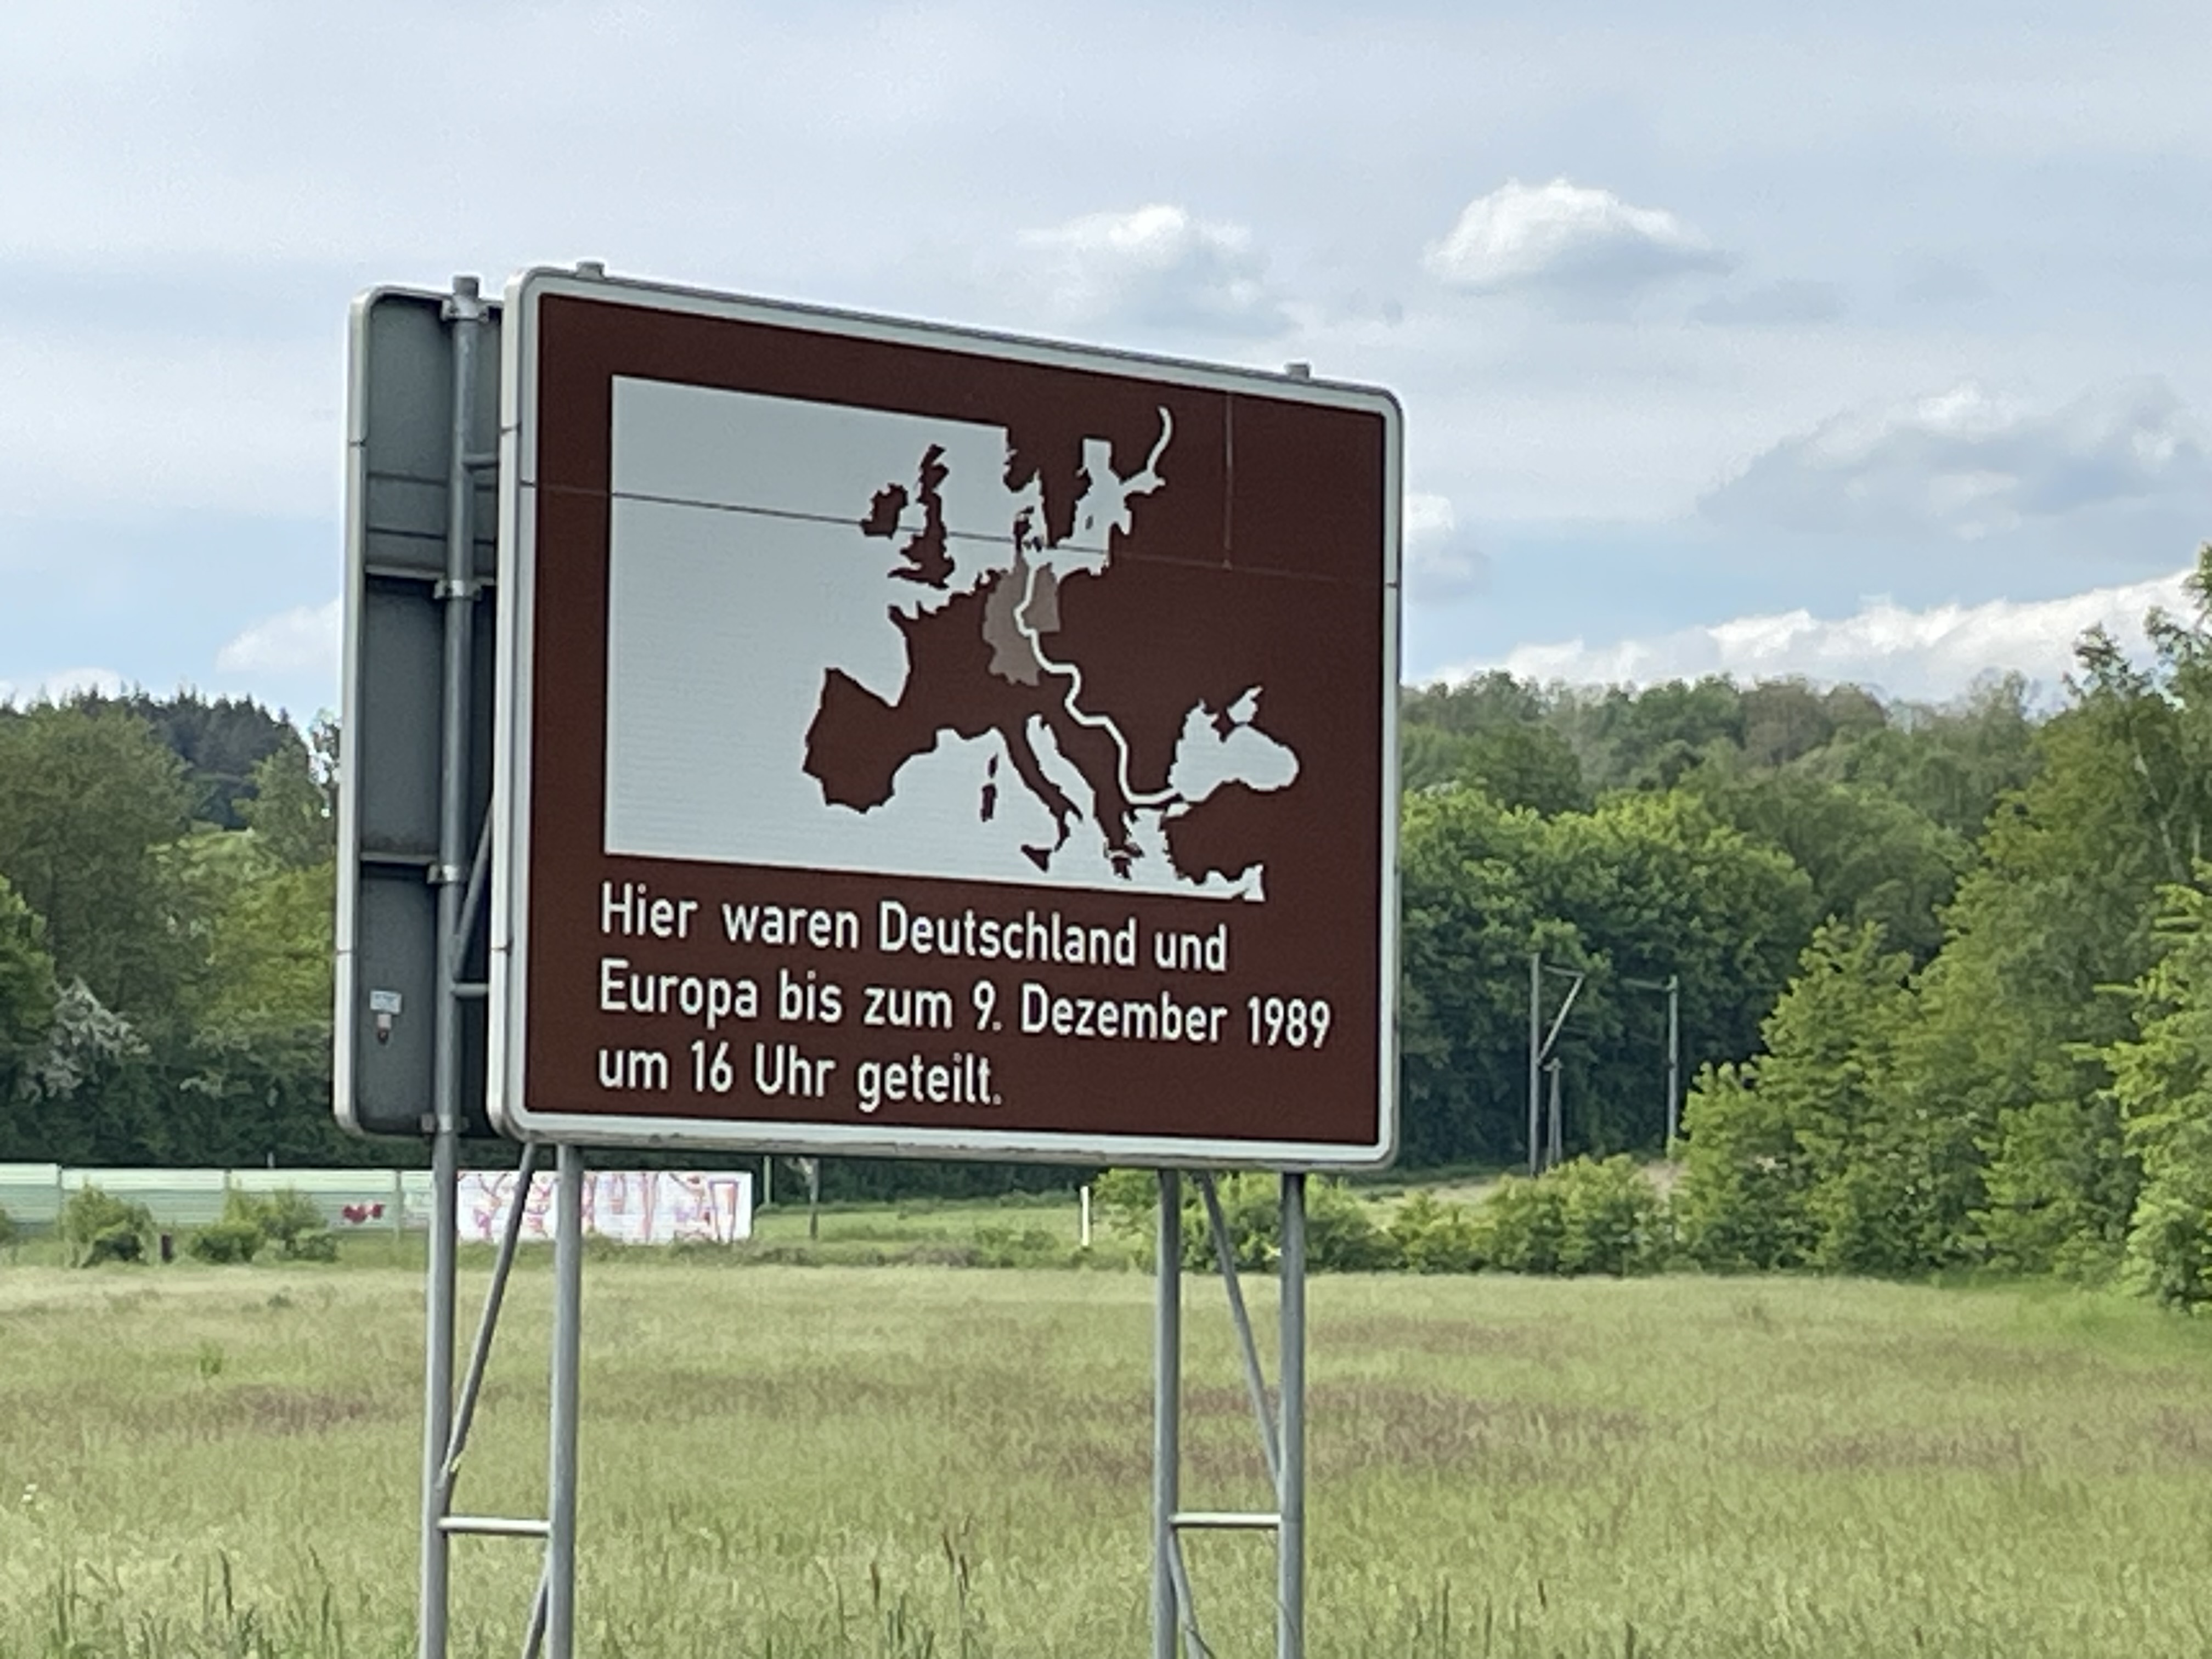 Hier waren Deutschland und
Europa bis zum 9. Dezember 1989
um 16 Uhr geteilt.